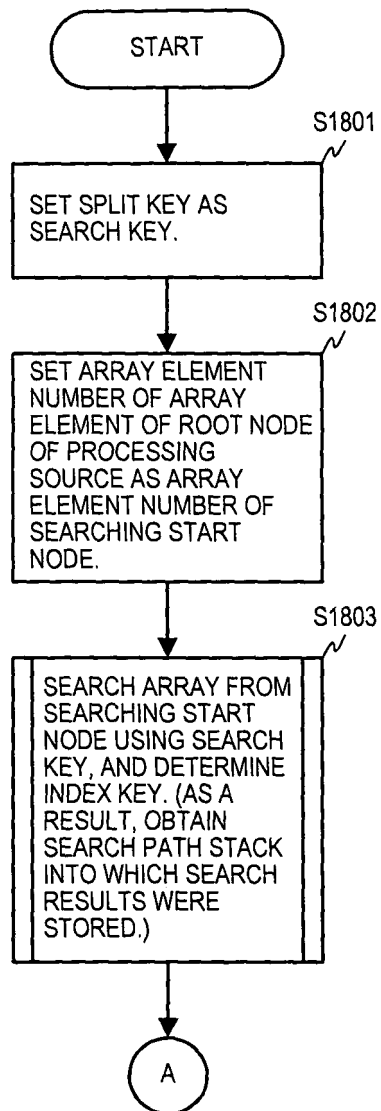 START
S1801
SET SPLIT KEY AS
SEARCH KEY.
S1802
SET ARRAY ELEMENT
NUMBER OF ARRAY
ELEMENT OF ROOT NODE
OF PROCESSING
SOURCE AS ARRAY
ELEMENT NUMBER OF
SEARCHING START
NODE.
S1803
SEARCH ARRAY FROM
SEARCHING START
NODE USING SEARCH
KEY, AND DETERMINE
INDEX KEY. (AS A
RESULT, OBTAIN
SEARCH PATH STACK
INTO WHICH SEARCH
RESULTS WERE
STORED.)
A